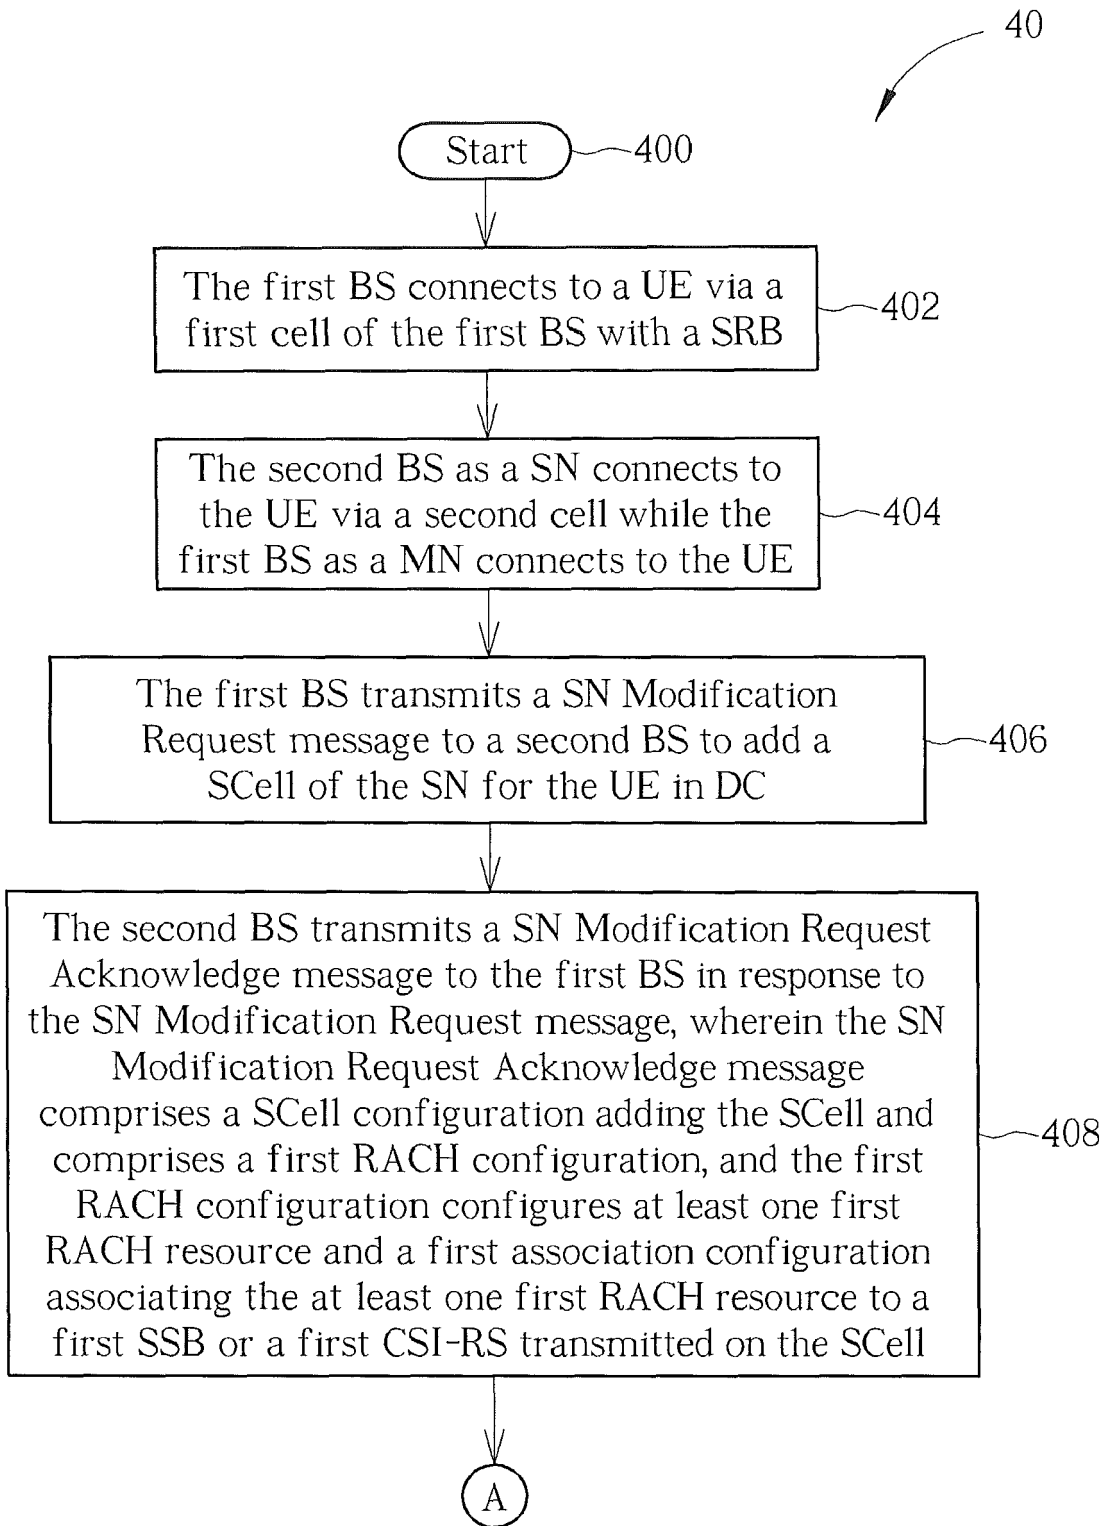 40
Start
400
The first BS connects to a UE via a
first cell of the first BS with a SRB
402
The second BS as a SN connects to
the UE via a second cell while the
first BS as a MN connects to the UE
404
The first BS transmits a SN Modification
Request message to a second BS to add a
SCell of the SN for the UE in DC
406
The second BS transmits a SN Modification Request
Acknowledge message to the first BS in response to
the SN Modification Request message, wherein the SN
Modification Request Acknowledge message
comprises a SCell configuration adding the SCell and
comprises a first RACH configuration, and the first
RACH configuration configures at least one first
RACH resource and a first association configuration
associating the at least one first RACH resource to a
first SSB or a first CSI-RS transmitted on the SCell
408
A